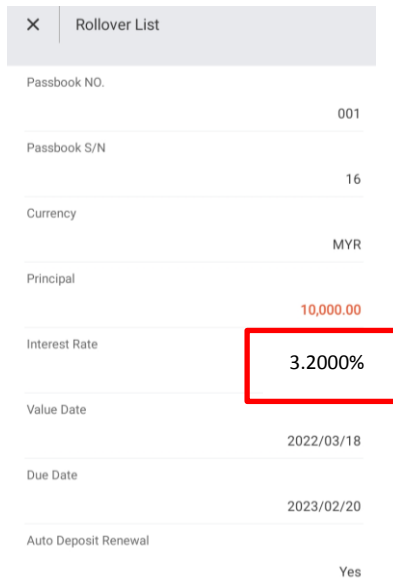 × Rollover List
Passbook NO.
001
Passbook S/N
16
Currency
MYR
Principal
10,000.00
Interest Rate
3.2000%
Value Date
2022/03/18
Due Date
2023/02/20
Auto Deposit Renewal
Yes